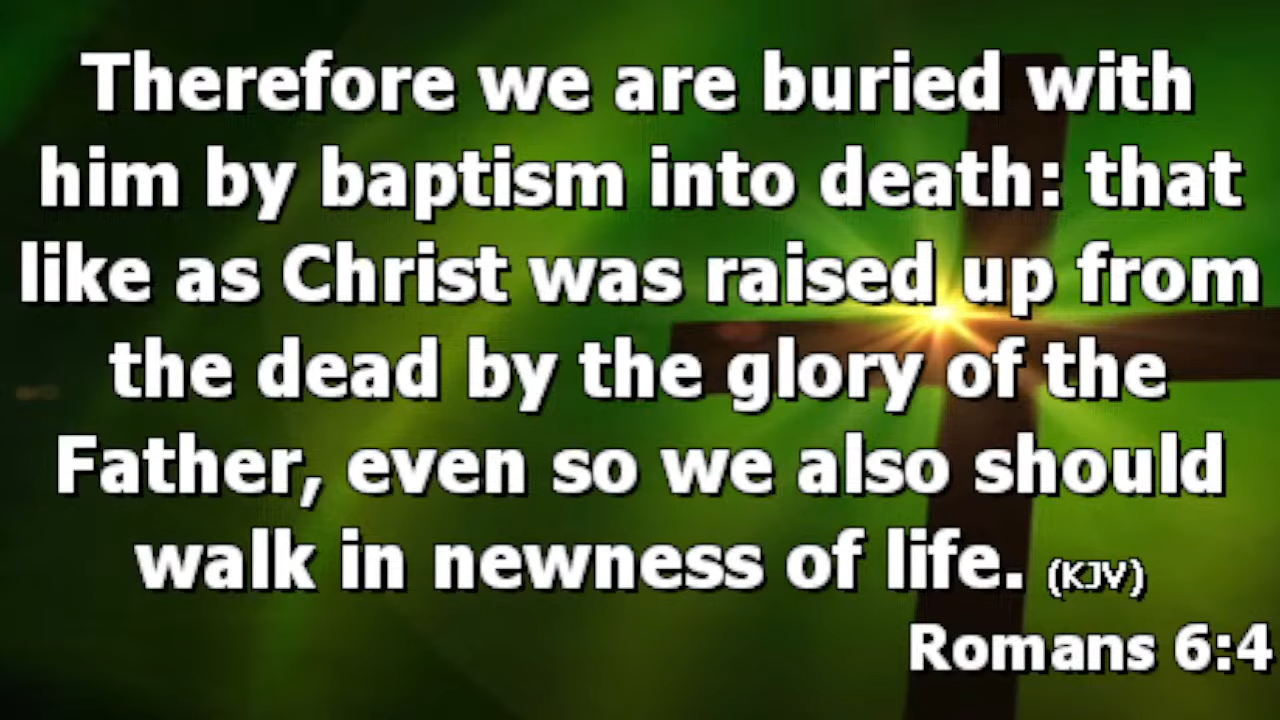 Therefore we are buried with
him by baptism into death: that
like as Christ was raised up from
the dead by the glory of the
Father, even so we also should
walk in newness of life. (KJV)
Romans 6:4